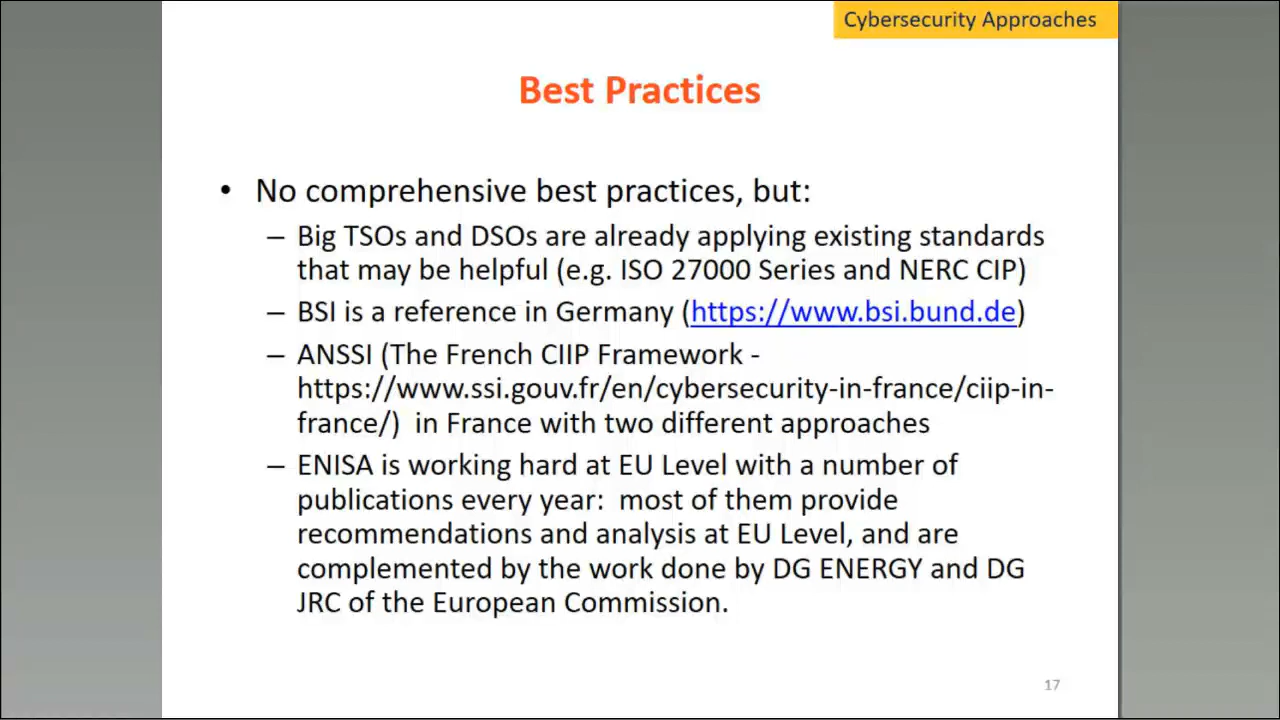 Cybersecurity Approaches
Best Practices
• No comprehensive best practices, but:
– Big TSOs and DSOs are already applying existing standards
that may be helpful (e.g. ISO 27000 Series and NERC CIP)
– BSI is a reference in Germany (https://www.bsi.bund.de)
– ANSSI (The French CIIP Framework -
https://www.ssi.gouv.fr/en/cybersecurity-in-france/ciip-in-
france/)  in France with two different approaches
– ENISA is working hard at EU Level with a number of
publications every year:  most of them provide
recommendations and analysis at EU Level, and are
complemented by the work done by DG ENERGY and DG
JRC of the European Commission.
17